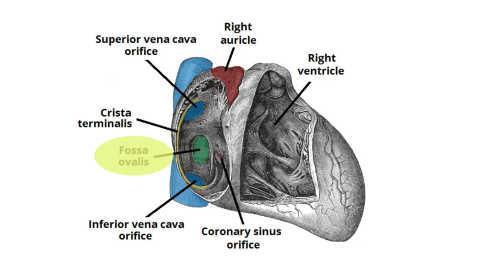 Right
auricle
Superior vena cava
orifice
Right
ventricle
Crista
terminalis
Fossa
ovalis
Inferior vena cava
orifice
Coronary sinus
orifice